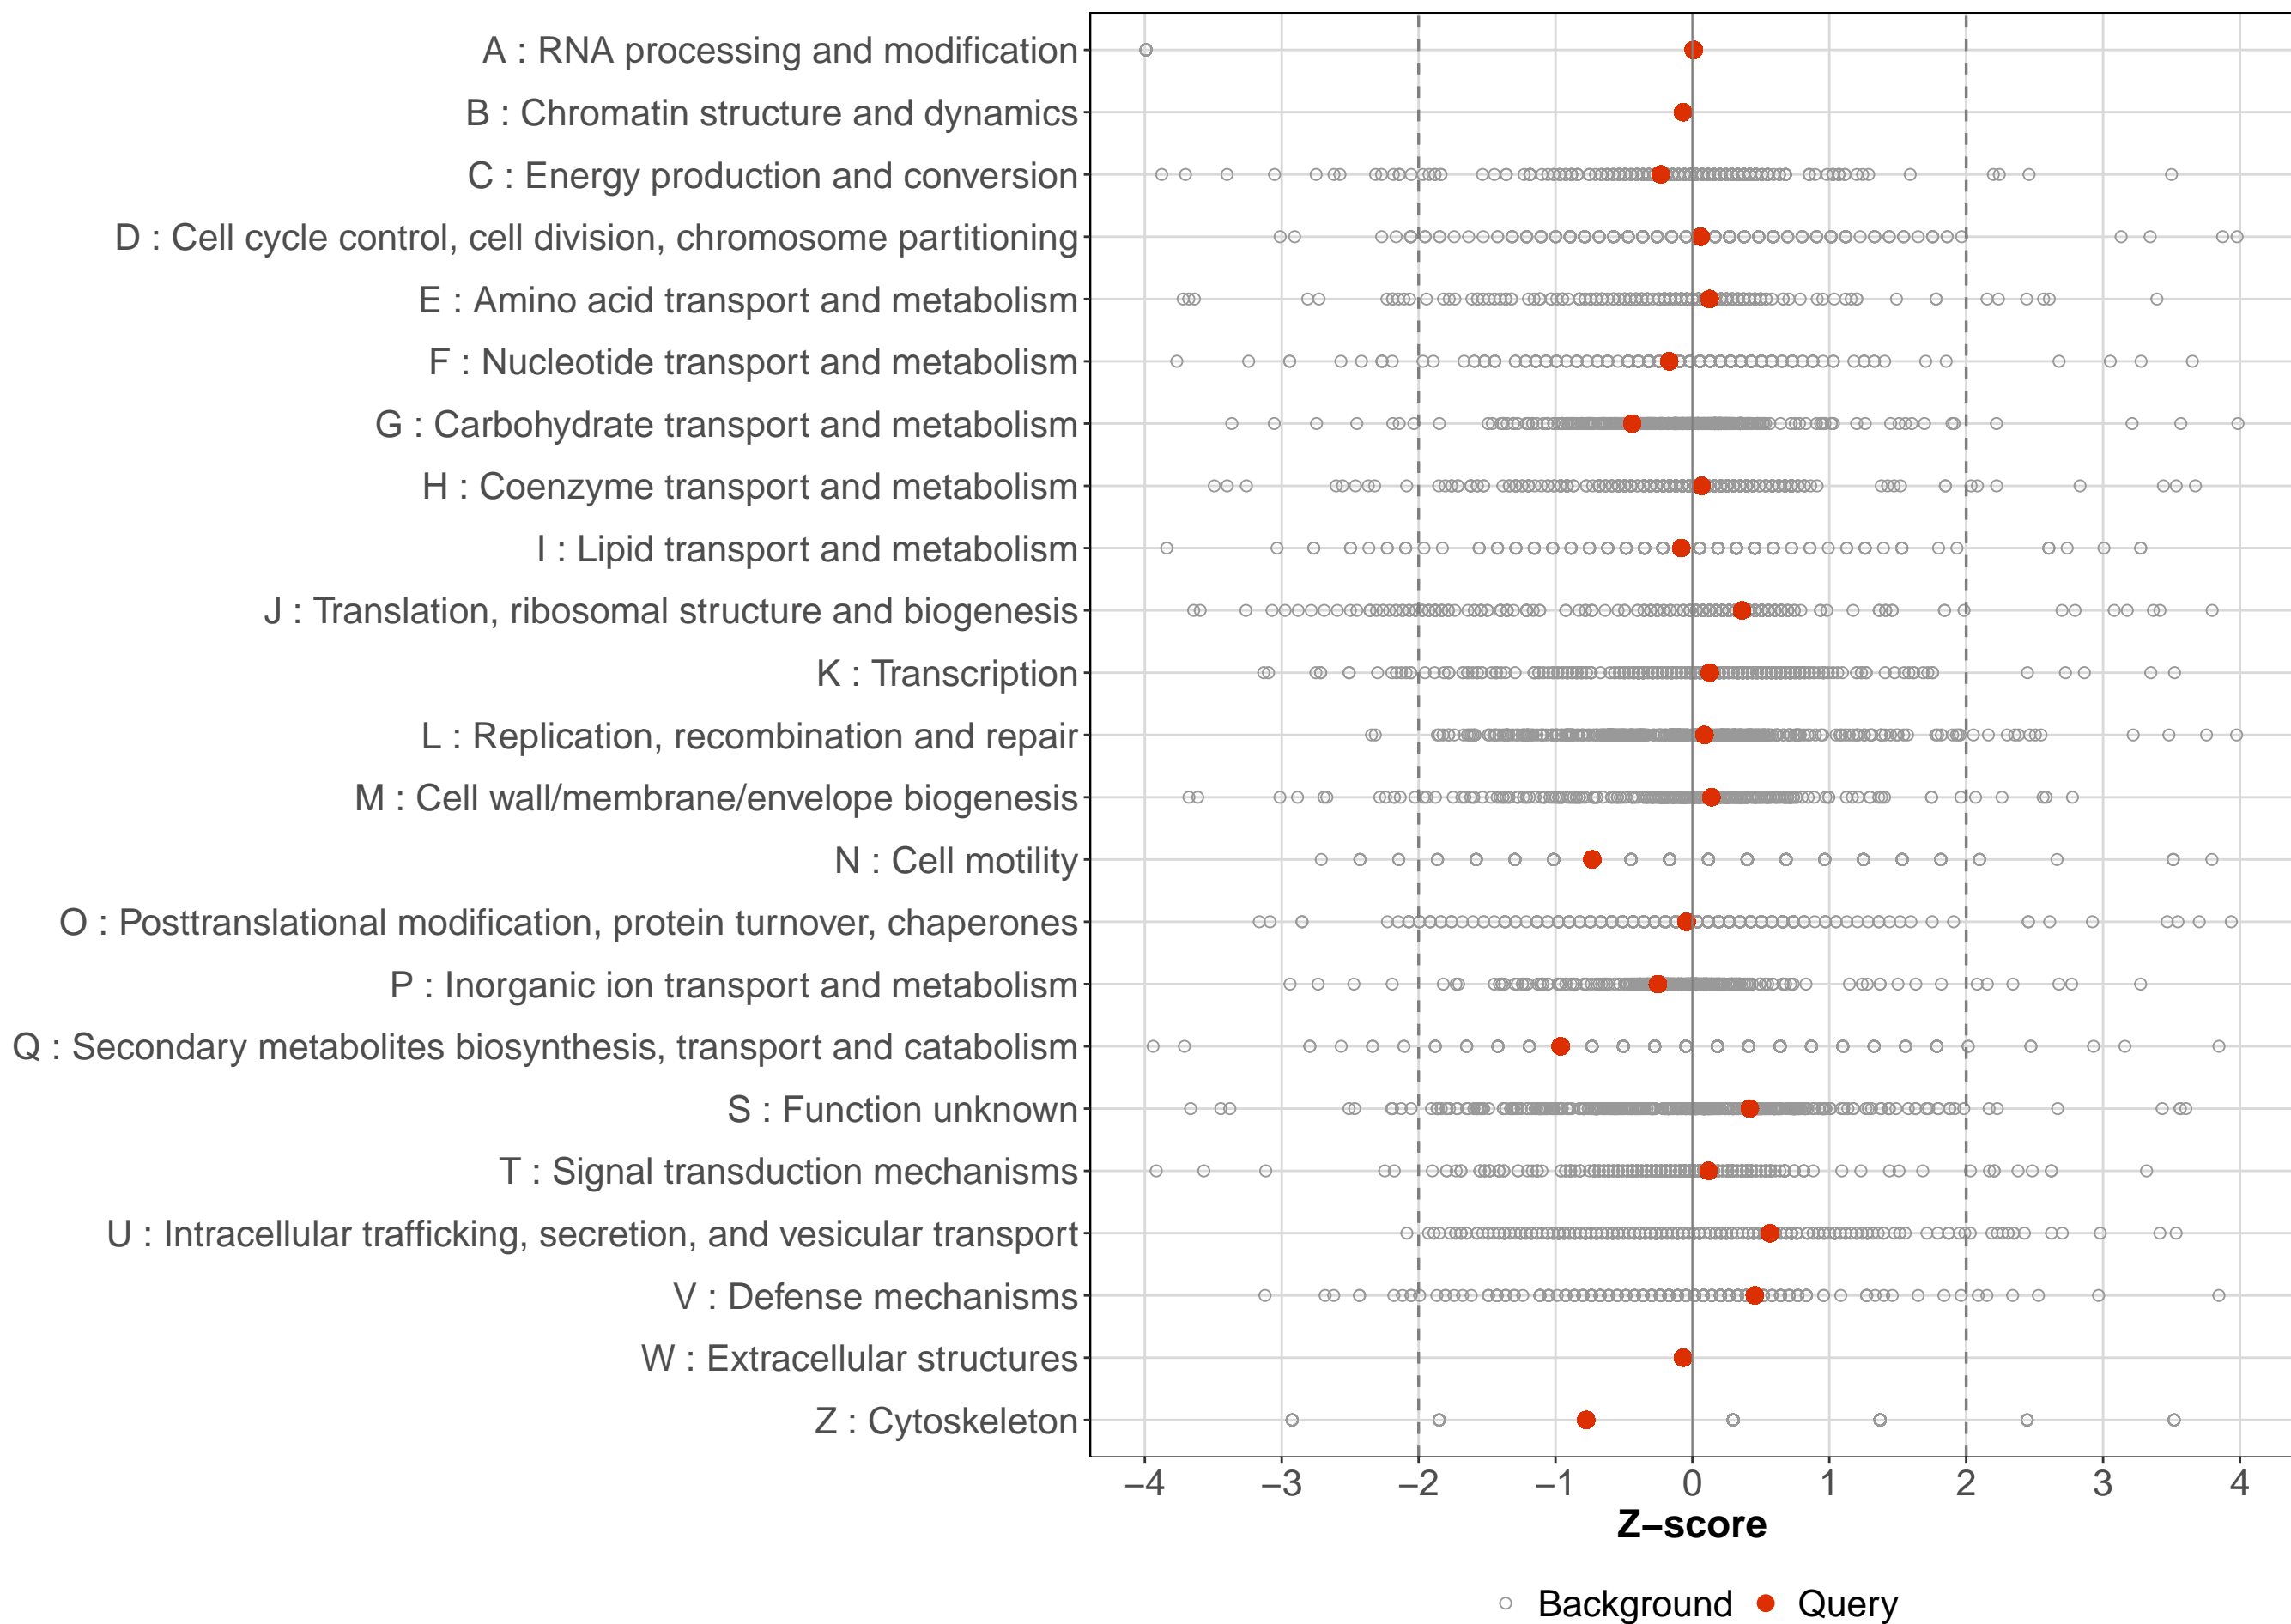 A : RNA processing and modification
B : Chromatin structure and dynamics
C : Energy production and conversion
D : Cell cycle control, cell division, chromosome partitioning
E : Amino acid transport and metabolism
F : Nucleotide transport and metabolism
G : Carbohydrate transport and metabolism
H : Coenzyme transport and metabolism
I : Lipid transport and metabolism
J : Translation, ribosomal structure and biogenesis
K : Transcription
L : Replication, recombination and repair
M : Cell wall/membrane/envelope biogenesis
N : Cell motility
O : Posttranslational modification, protein turnover, chaperones
P : Inorganic ion transport and metabolism
Q : Secondary metabolites biosynthesis, transport and catabolism
S : Function unknown
T : Signal transduction mechanisms
U : Intracellular trafficking, secretion, and vesicular transport
V : Defense mechanisms
W : Extracellular structures
Z : Cytoskeleton
−4 −3 −2 −1 0 1 2 3 4
Z−score
Background Query